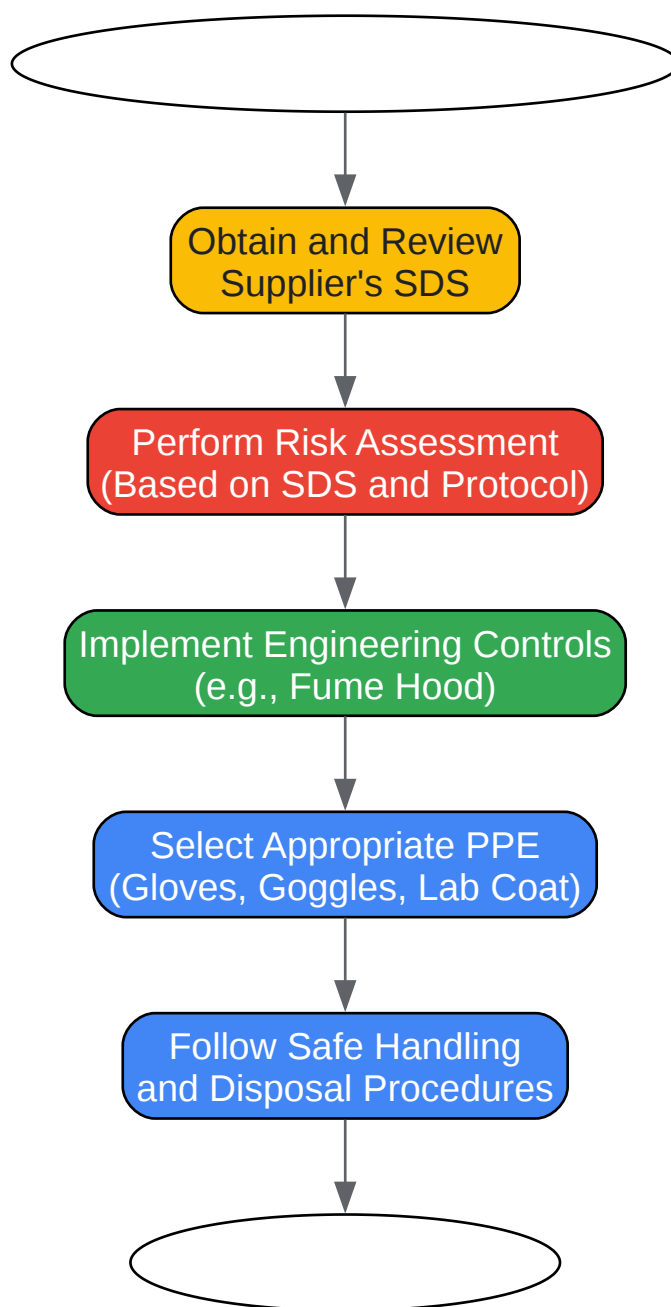 Obtain and Review
Supplier's SDS
Perform Risk Assessment
(Based on SDS and Protocol)
Implement Engineering Controls
(e.g., Fume Hood)
Select Appropriate PPE
(Gloves, Goggles, Lab Coat)
Follow Safe Handling
and Disposal Procedures